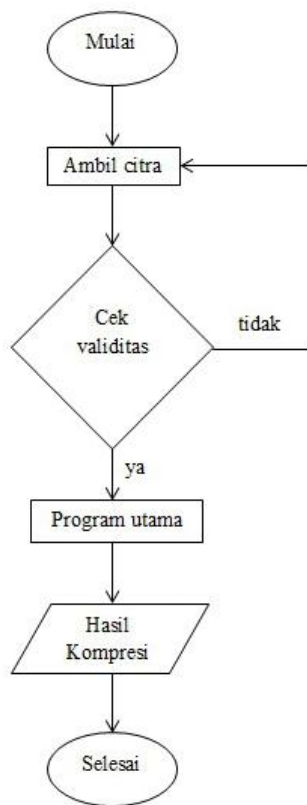 Mulai
Ambil citra
Cek
validitas
tidak
ya
Program utama
Hasil
Kompresi
Selesai